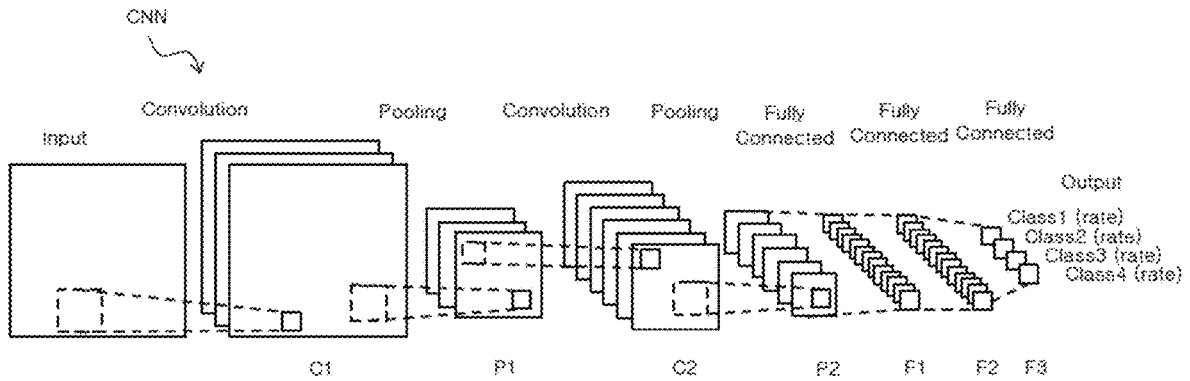 CNN
Convolution
Pooling
Convolution
Pooling
Fully
Connected
Fully
Connected
Fully
Connected
Input
Output
Class1 (rate)
Class2 (rate)
Class3 (rate)
Class4 (rate)
C1
P1
C2
P2
F1
F2
F3